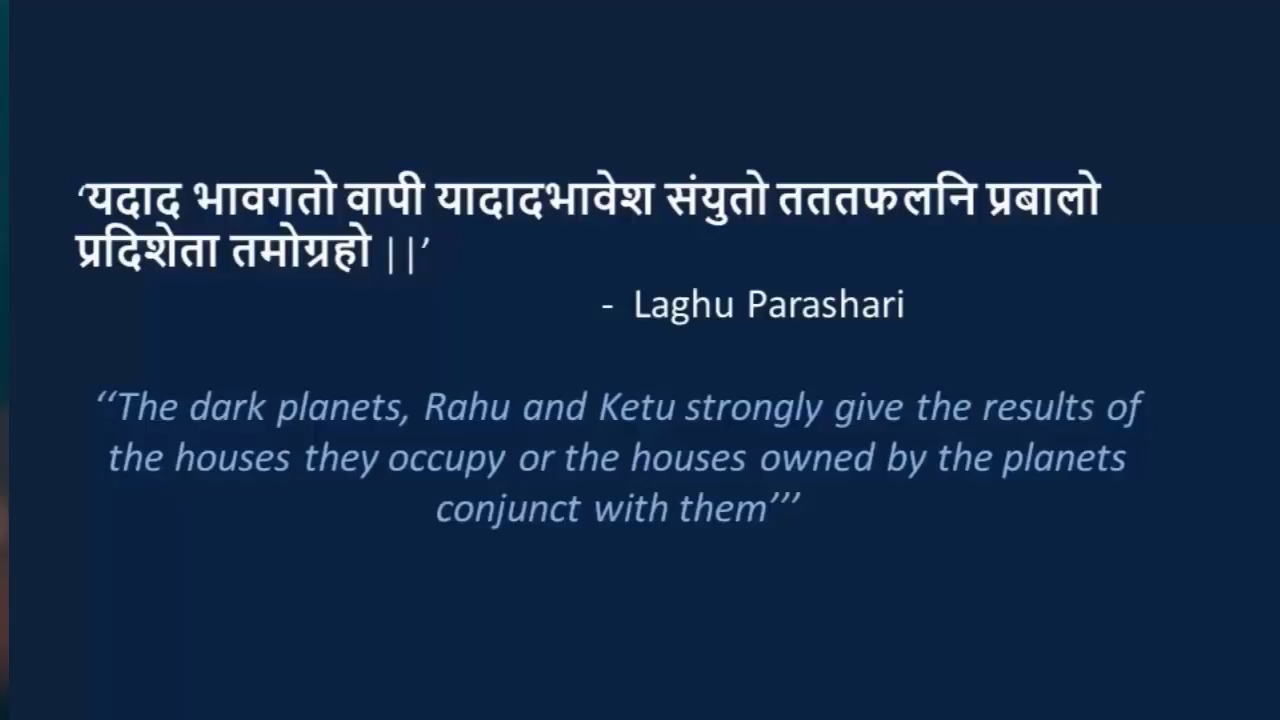 ‘यदाद भावगतो वापी यादादभावेश संयुतो तततफलनि प्रबालो
प्रदिशेता तमोग्रहो ||’
- Laghu Parashari
‘‘The dark planets, Rahu and Ketu strongly give the results of
the houses they occupy or the houses owned by the planets
conjunct with them’’’